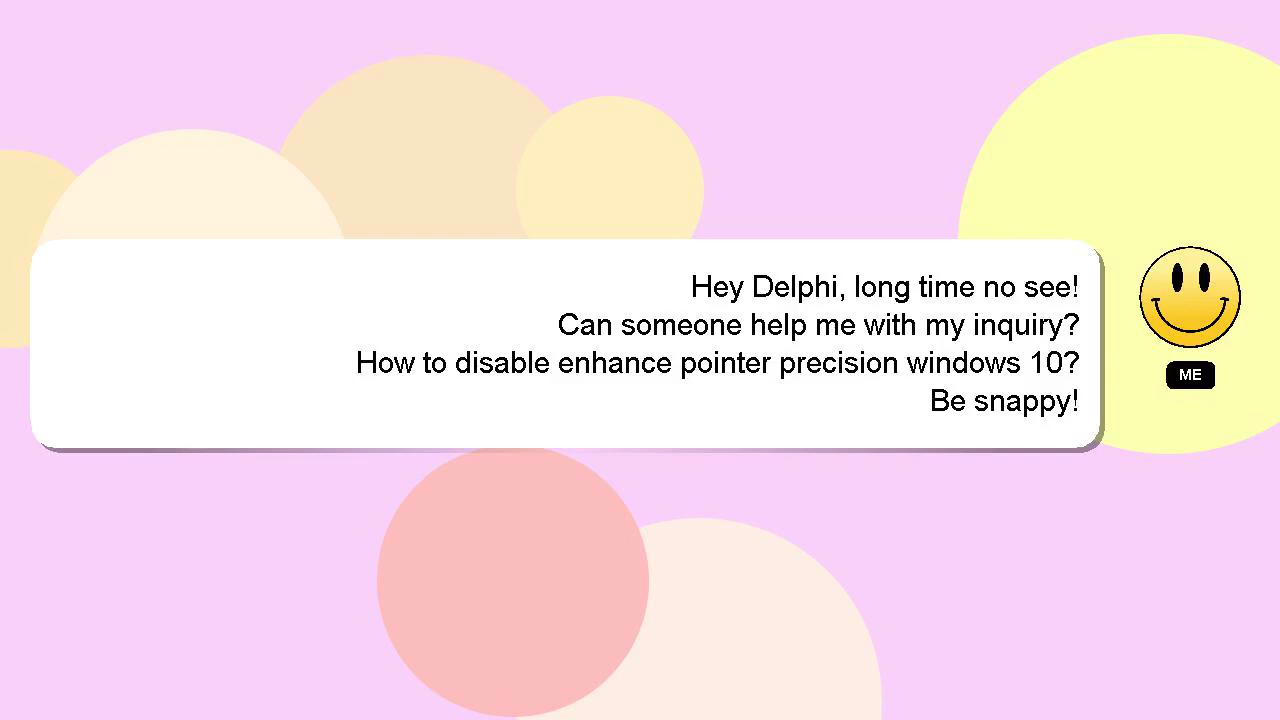 Hey Delphi, long time no see!
Can someone help me with my inquiry?
How to disable enhance pointer precision windows 10?
Be snappy!
ME